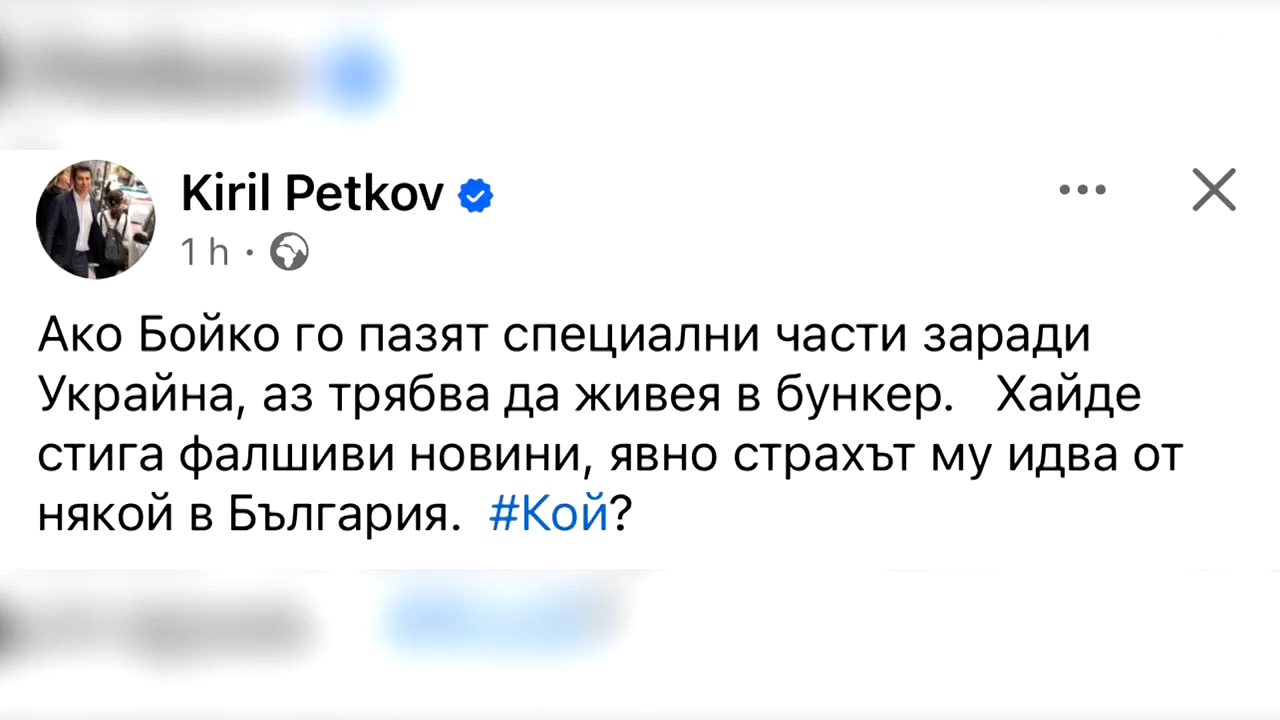 Kiril Petkov
1 h ·
Ако Бойко го пазят специални части заради
Украйна, аз трябва да живея в бункер. Хайде
стига фалшиви новини, явно страхът му идва от
някой в България. #Кой?